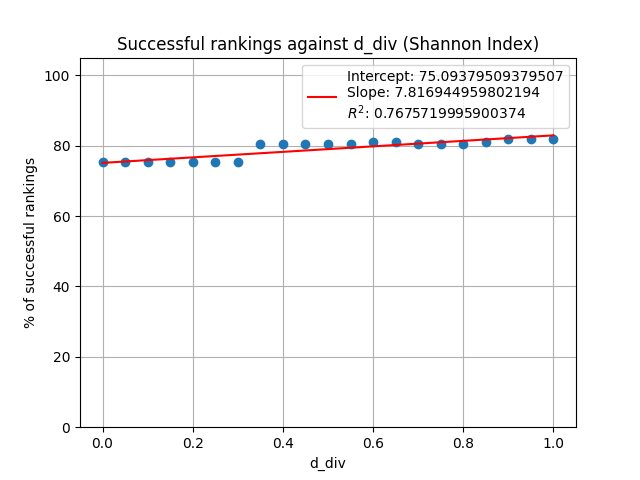 Successful rankings against d_div (Shannon Index)
Intercept: 75.09379509379507
Slope: 7.816944959802194
R²: 0.7675719995900374
100
80
60
40
20
0
% of successful rankings
0.0 0.2 0.4 0.6 0.8 1.0
d_div